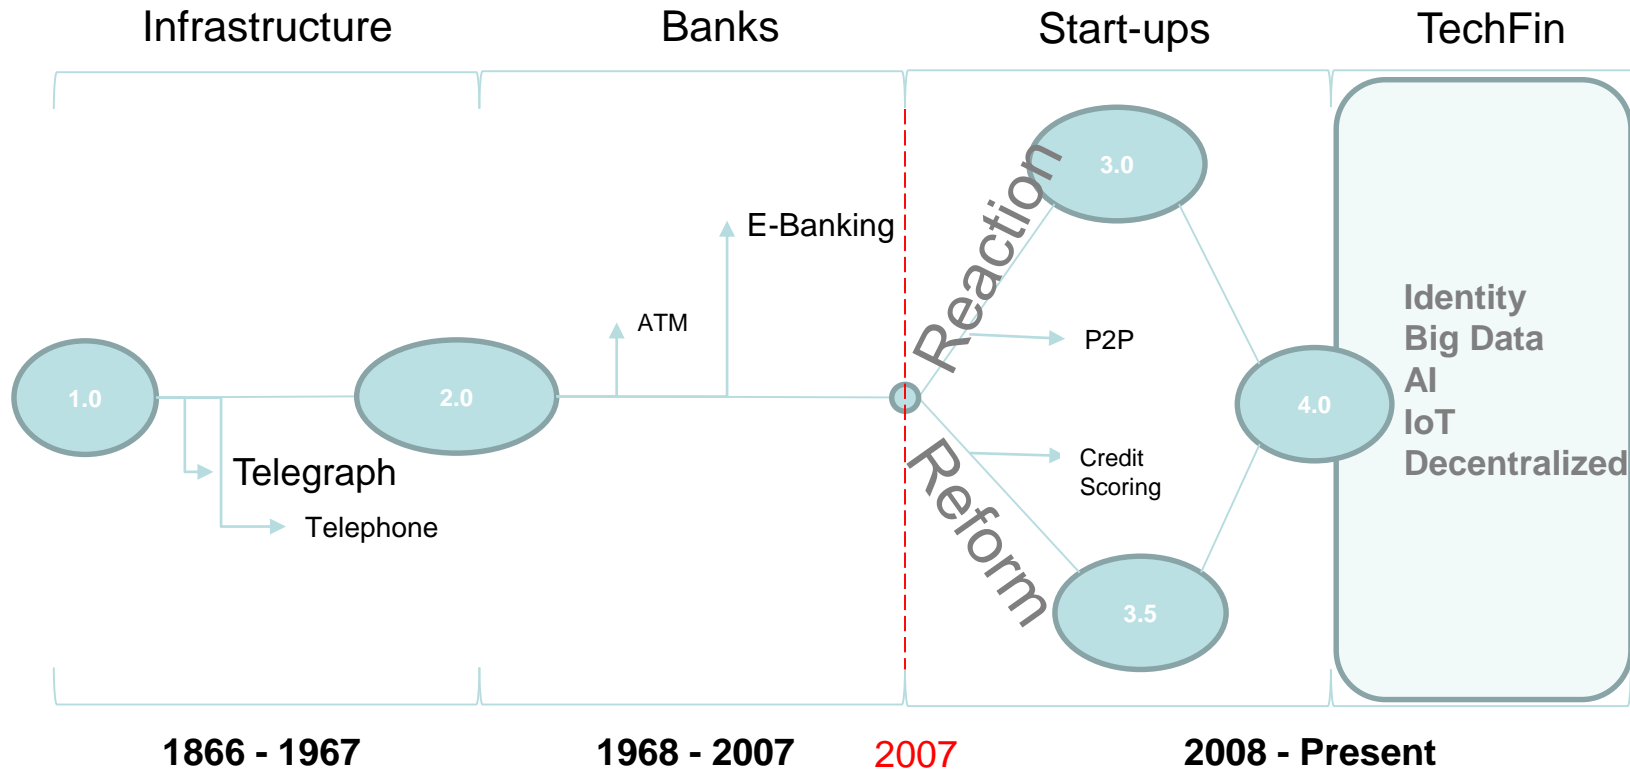 Infrastructure
Banks
Start-ups
TechFin
3.0
Reaction
E-Banking
ATM
P2P
Identity
Big Data
AI
IoT
Decentralized
1.0
2.0
4.0
Telegraph
Telephone
Credit
Scoring
Reform
3.5
1866 - 1967
1968 - 2007
2007
2008 - Present